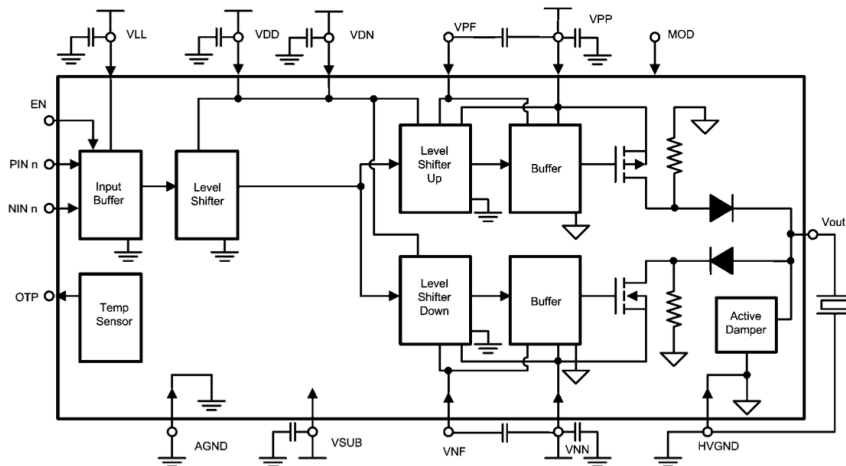 VLL
VDD
VDN
VPF
VPP
MOD
EN
PIN n
NIN n
Input
Buffer
Level
Shifter
Level
Shifter
Up
Buffer
Vout
OTP
Temp
Sensor
Level
Shifter
Down
Buffer
Active
Damper
AGND
VSUB
VNF
VNN
HVGND